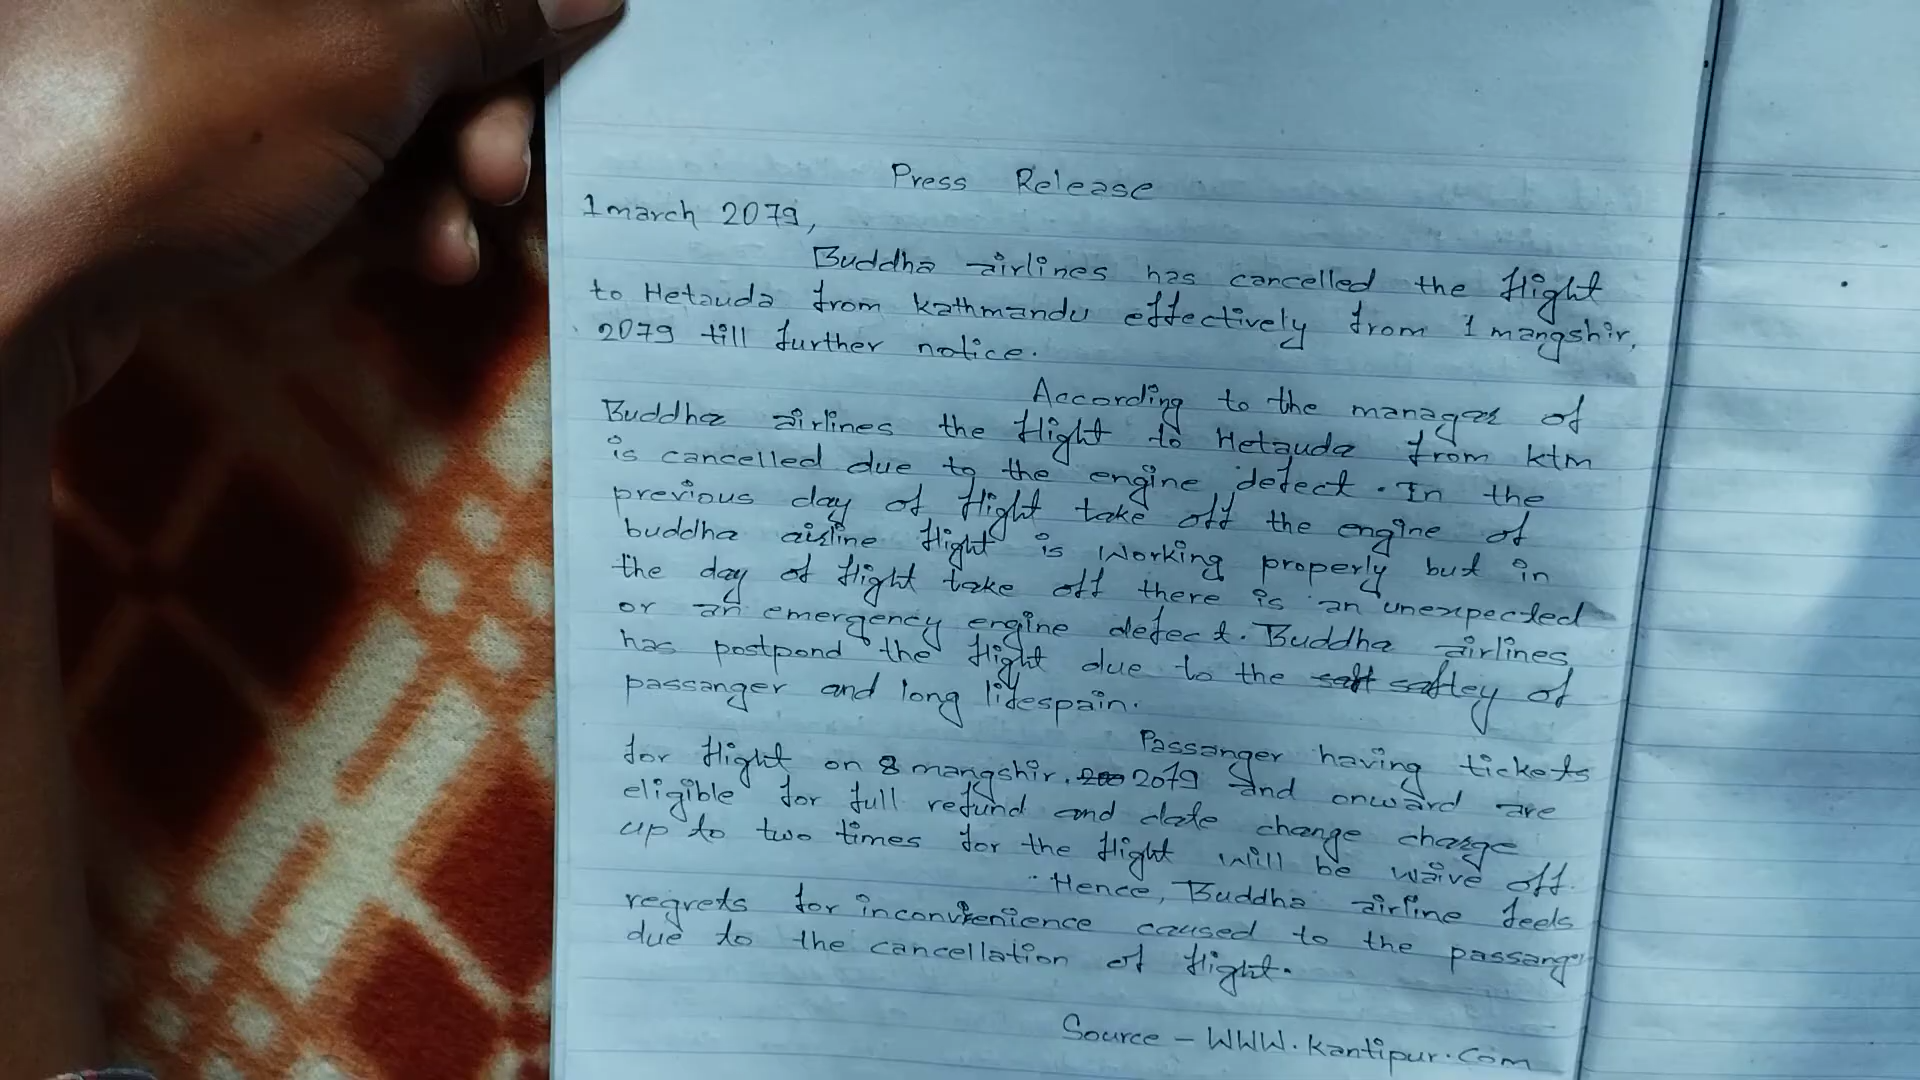 Press Release
1 march 2079,
Buddha airlines has cancelled the flight
to Hetauda from kathmandu effectively from 1 mangshir,
2079 till further notice.
According to the manager of
Buddha airlines the flight to Hetauda from ktm
is cancelled due to the engine defect. In the
previous day of flight take off the engine of
buddha airline flight is working properly but in
the day of flight take off there is an unexpected
or an emergency engine defect. Buddha airlines
has postpond the flight due to the saftey of
passanger and long lifespain.
Passanger having tickets
for flight on 8 mangshir. 2079 and onward are
eligible for full refund and date change charge
up to two times for the flight will be waive off.
Hence, Buddha airline feels
regrets for inconvienience caused to the passanger
due to the cancellation of flight.
Source - WWW.kantipur.com